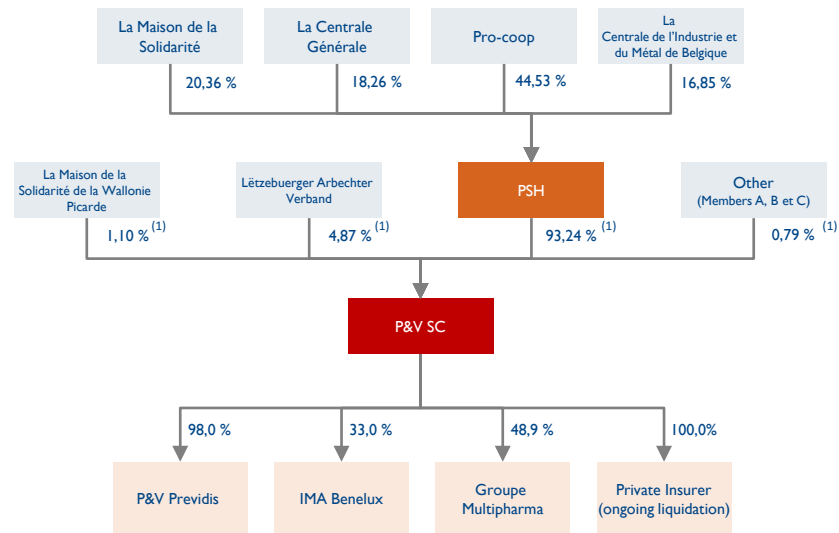 La Maison de la
Solidarité
La Centrale
Générale
Pro-coop
La
Centrale de l'Industrie et
du Métal de Belgique
20,36 %
18,26 %
44,53 %
16,85 %
La Maison de la
Solidarité de la Wallonie
Picarde
Lëtzebuerger Arbechter
Verband
PSH
Other
(Members A, B et C)
1,10 % (1)
4,87 % (1)
93,24 % (1)
0,79 % (1)
P&V SC
98,0 %
33,0 %
48,9 %
100,0%
P&V Previdis
IMA Benelux
Groupe
Multipharma
Private Insurer
(ongoing liquidation)